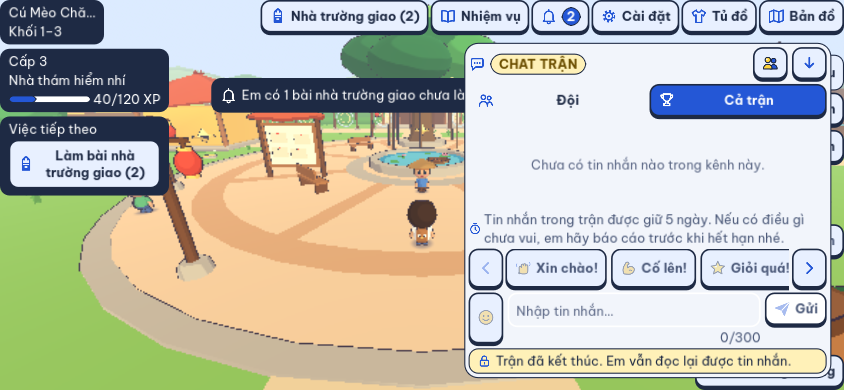 Cú Mèo Chă...
Khối 1-3
Nhà trường giao (2)
Nhiệm vụ
2
Cài đặt
Tủ đồ
Bản đồ
Cấp 3
Nhà thám hiểm nhí
40/120 XP
Em có 1 bài nhà trường giao chưa là
Việc tiếp theo
Làm bài nhà
trường giao (2)
CHAT TRẬN
Đội
Cả trận
Chưa có tin nhắn nào trong kênh này.
Tin nhắn trong trận được giữ 5 ngày. Nếu có điều gì
chưa vui, em hãy báo cáo trước khi hết hạn nhé.
Xin chào!
Cố lên!
Giỏi quá!
Nhập tin nhắn...
Gửi
0/300
Trận đã kết thúc. Em vẫn đọc lại được tin nhắn.